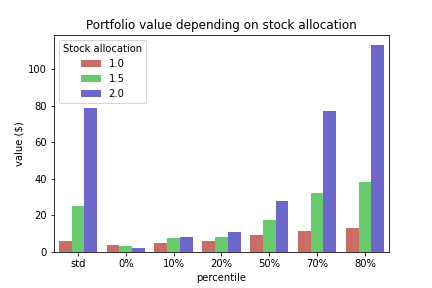 Portfolio value depending on stock allocation
Stock allocation
1.0
1.5
2.0
value ($)
100
80
60
40
20
0
std 0% 10% 20% 50% 70% 80%
percentile